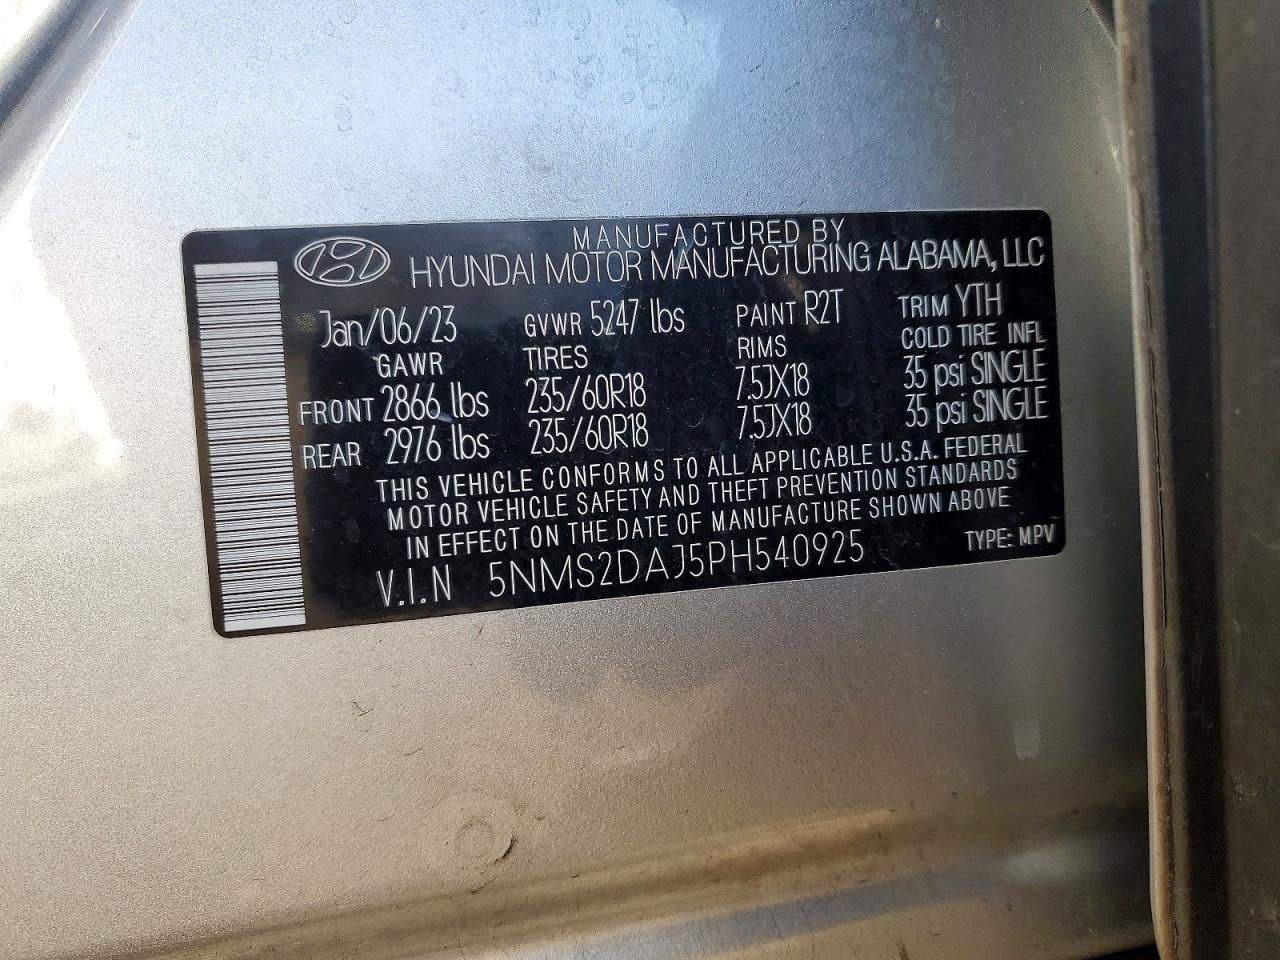 MANUFACTURED BY
HYUNDAI MOTOR MANUFACTURING ALABAMA, LLC
Jan/06/23 GVWR 5247 lbs PAINT R2T TRIM YTH
GAWR TIRES RIMS COLD TIRE INFL
FRONT 2866 lbs 235/60R18 7.5JX18 35 psi SINGLE
REAR 2976 lbs 235/60R18 7.5JX18 35 psi SINGLE
THIS VEHICLE CONFORMS TO ALL APPLICABLE U.S.A. FEDERAL
MOTOR VEHICLE SAFETY AND THEFT PREVENTION STANDARDS
IN EFFECT ON THE DATE OF MANUFACTURE SHOWN ABOVE
V.I.N 5NMS2DAJ5PH540925 TYPE: MPV